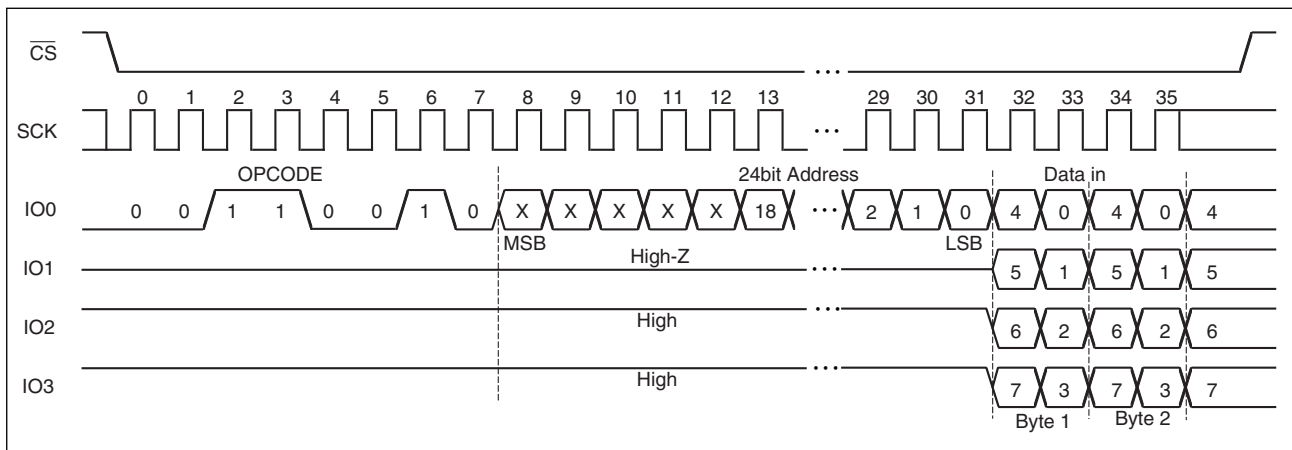 CS
0 1 2 3 4 5 6 7 8 9 10 11 12 13 ... 29 30 31 32 33 34 35
SCK
OPCODE 24bit Address Data in
IO0 0 0 1 1 0 0 1 0 X X X X X 18 ... 2 1 0 4 0 4 0 4
MSB LSB
IO1 High-Z ... 5 1 5 1 5
IO2 High ... 6 2 6 2 6
IO3 High ... 7 3 7 3 7
Byte 1 Byte 2